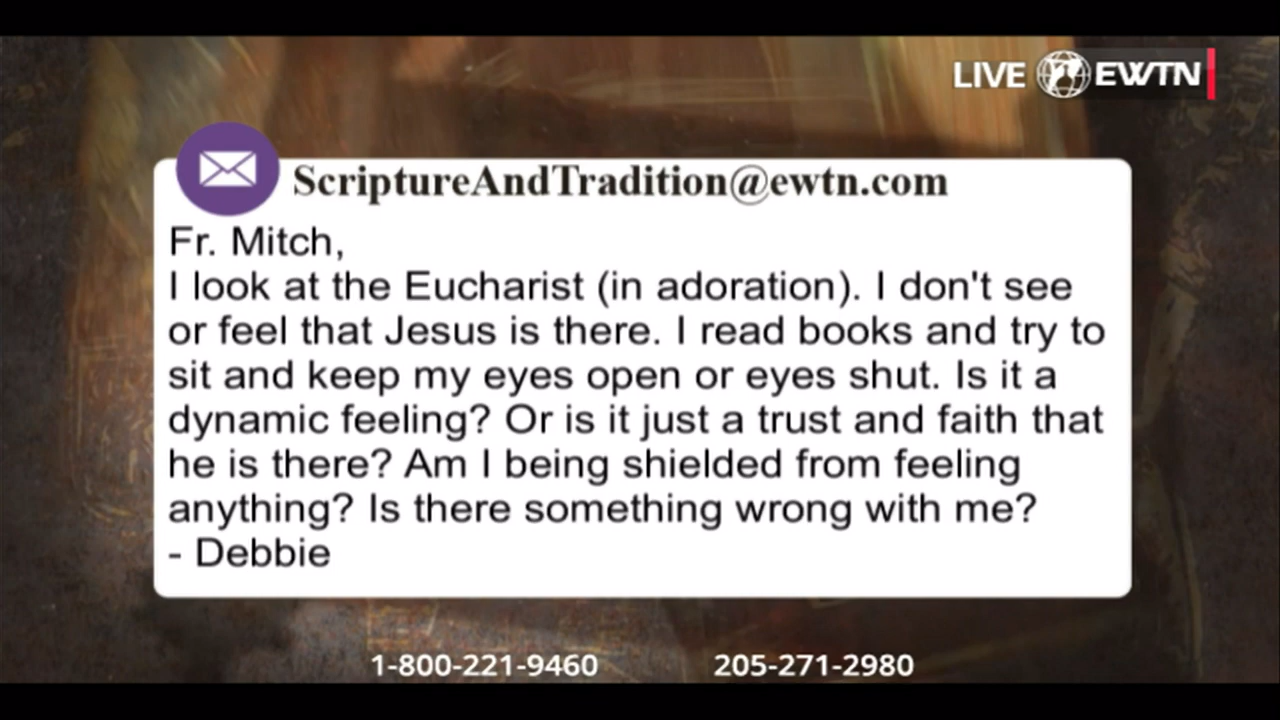 LIVE EWTN
ScriptureAndTradition@ewtn.com
Fr. Mitch,
I look at the Eucharist (in adoration). I don't see
or feel that Jesus is there. I read books and try to
sit and keep my eyes open or eyes shut. Is it a
dynamic feeling? Or is it just a trust and faith that
he is there? Am I being shielded from feeling
anything? Is there something wrong with me?
- Debbie
1-800-221-9460 205-271-2980